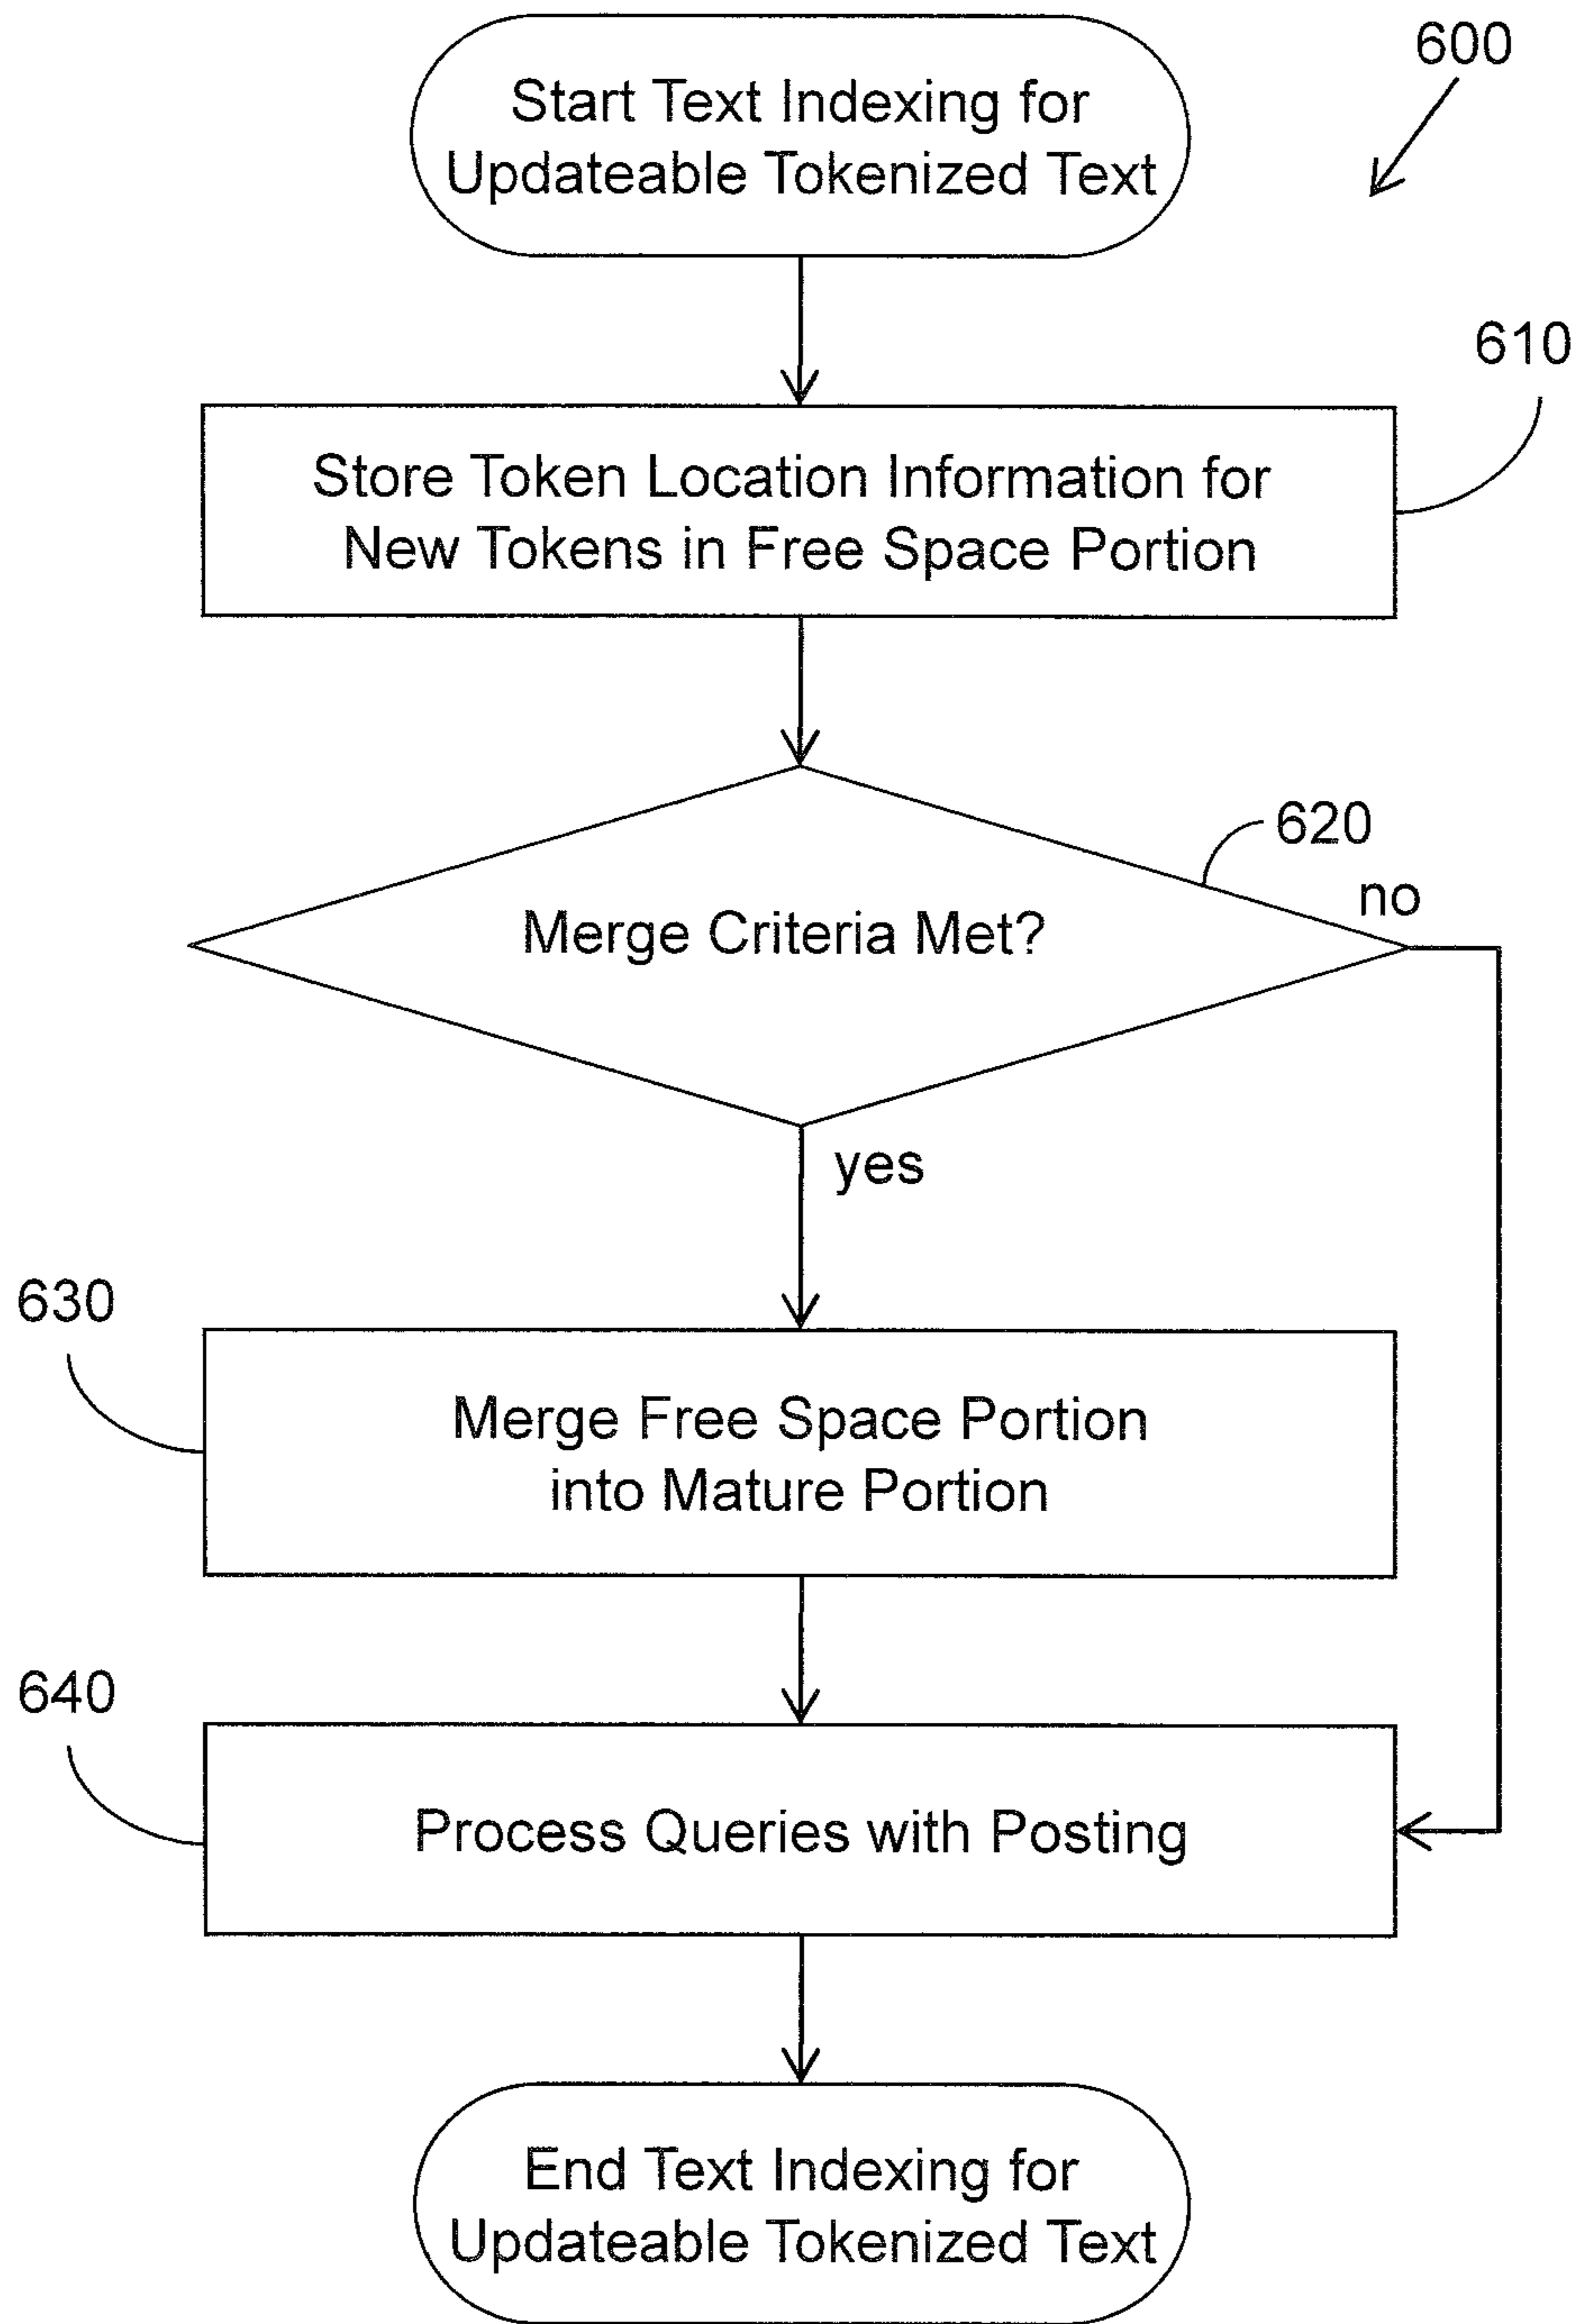 600
Start Text Indexing for
Updateable Tokenized Text
610
Store Token Location Information for
New Tokens in Free Space Portion
620
no
Merge Criteria Met?
yes
630
Merge Free Space Portion
into Mature Portion
640
Process Queries with Posting
End Text Indexing for
Updateable Tokenized Text